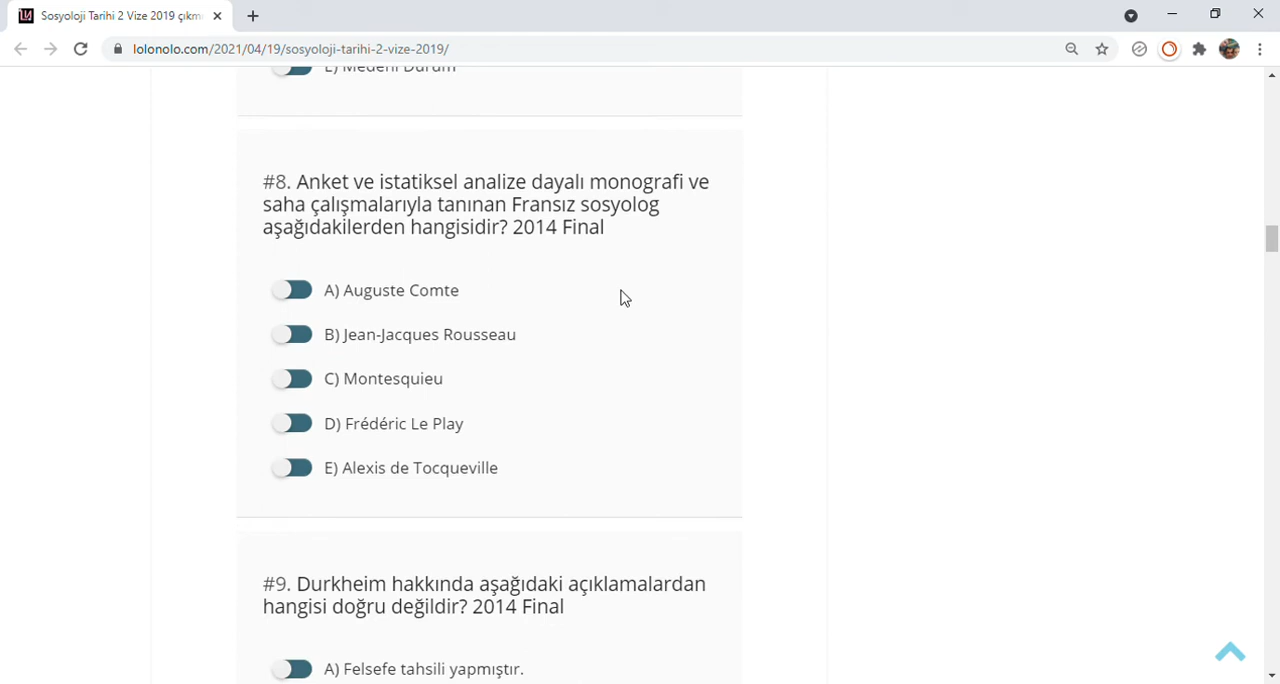 Sosyoloji Tarihi 2 Vize 2019 çıkm
lolonolo.com/2021/04/19/sosyoloji-tarihi-2-vize-2019/
E) Medeni Durum
#8. Anket ve istatiksel analize dayalı monografi ve
saha çalışmalarıyla tanınan Fransız sosyolog
aşağıdakilerden hangisidir? 2014 Final
A) Auguste Comte
B) Jean-Jacques Rousseau
C) Montesquieu
D) Frédéric Le Play
E) Alexis de Tocqueville
#9. Durkheim hakkında aşağıdaki açıklamalardan
hangisi doğru değildir? 2014 Final
A) Felsefe tahsili yapmıştır.